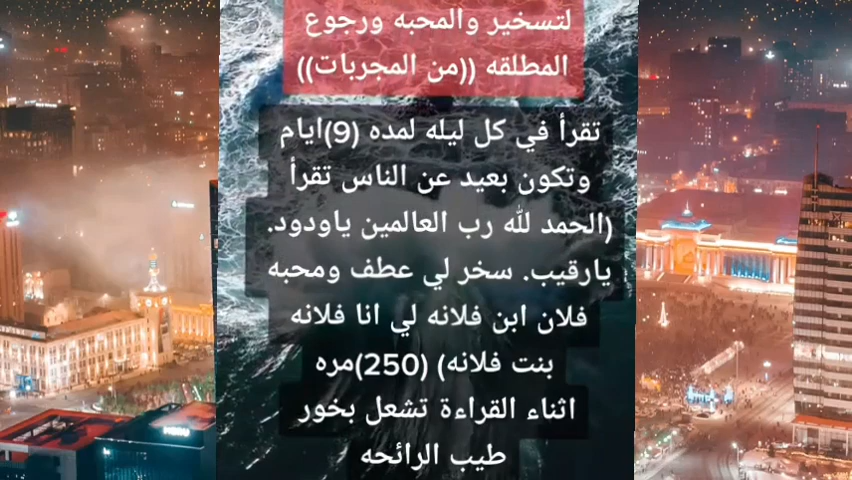 لتسخير والمحبه ورجوع
المطلقه ((من المجربات))
تقرأ في كل ليله لمده (9)ايام
وتكون بعيد عن الناس تقرأ
(الحمد لله رب العالمين ياودود.
يارقيب. سخر لي عطف ومحبه
فلان ابن فلانه لي انا فلانه
بنت فلانه) (250)مره
اثناء القراءة تشعل بخور
طيب الرائحه